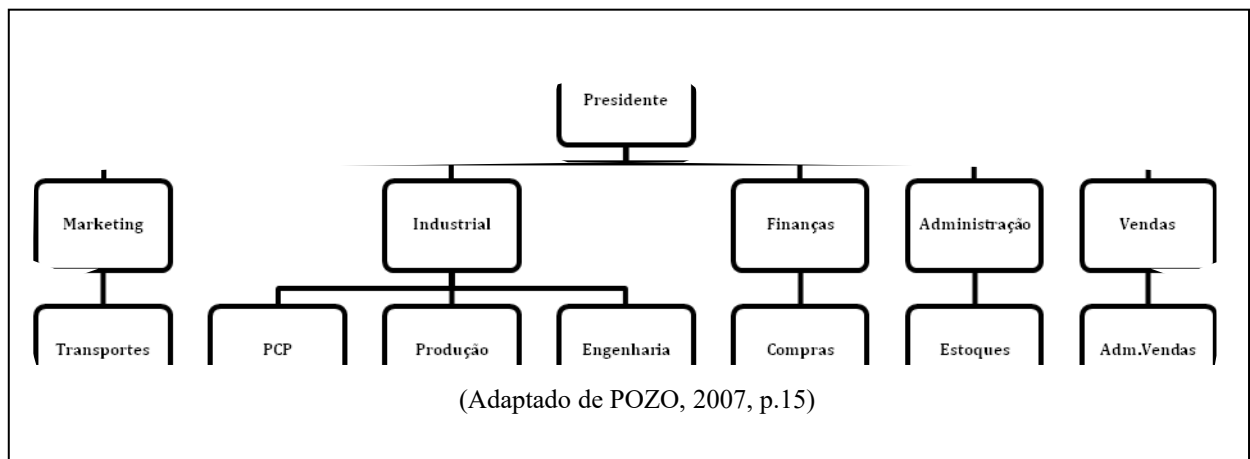 Presidente
Marketing
Industrial
Finanças
Administração
Vendas
Transportes
PCP
Produção
Engenharia
Compras
Estoques
Adm.Vendas
(Adaptado de POZO, 2007, p.15)